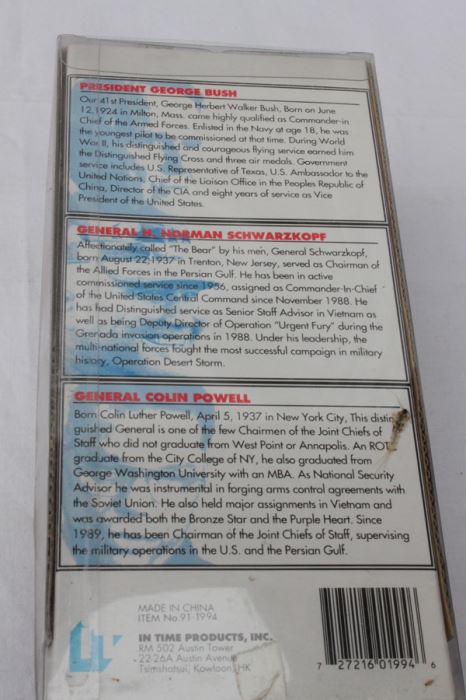 PRESIDENT GEORGE BUSH
Our 41st President, George Herbert Walker Bush, Born on June
12, 1924 in Milton, Mass. came highly qualified as Commander-in
Chief of the Armed Forces. Enlisted in the Navy at age 18, he was
the youngest pilot to be commissioned at that time. During World
War II, his distinguished and courageous flying service earned him
the Distinguished Flying Cross and three air medals. Government
service includes U.S. Representative of Texas, U.S. Ambassador to the
United Nations, Chief of the Liaison Office in the Peoples Republic of
China, Director of the CIA and eight years of service as Vice
President of the United States.
GENERAL H. NORMAN SCHWARZKOPF
Affectionately called "The Bear" by his men, General Schwarzkopf,
born August 22, 1937 in Trenton, New Jersey, served as Chairman of
the Allied Forces in the Persian Gulf. He has been in active
commissioned service since 1956, assigned as Commander-In-Chief
of the United States Central Command since November 1988. He
has had Distinguished service as Senior Staff Advisor in Vietnam as
well as being Deputy Director of Operation "Urgent Fury" during the
Grenada invasion operations in 1988. Under his leadership, the
multi-national forces fought the most successful campaign in military
history, Operation Desert Storm.
GENERAL COLIN POWELL
Born Colin Luther Powell, April 5, 1937 in New York City, This distin-
guished General is one of the few Chairmen of the Joint Chiefs of
Staff who did not graduate from West Point or Annapolis. An ROTC
graduate from the City College of NY, he also graduated from
George Washington University with an MBA. As National Security
Advisor he was instrumental in forging arms control agreements with
the Soviet Union. He also held major assignments in Vietnam and
was awarded both the Bronze Star and the Purple Heart. Since
1989, he has been Chairman of the Joint Chiefs of Staff, supervising
the military operations in the U.S. and the Persian Gulf.
MADE IN CHINA
ITEM No. 91-1994
IN TIME PRODUCTS, INC.
RM 502 Austin Tower
22-26A Austin Avenue
Tsimshatsui, Kowloon, HK
7 27216 01994 6